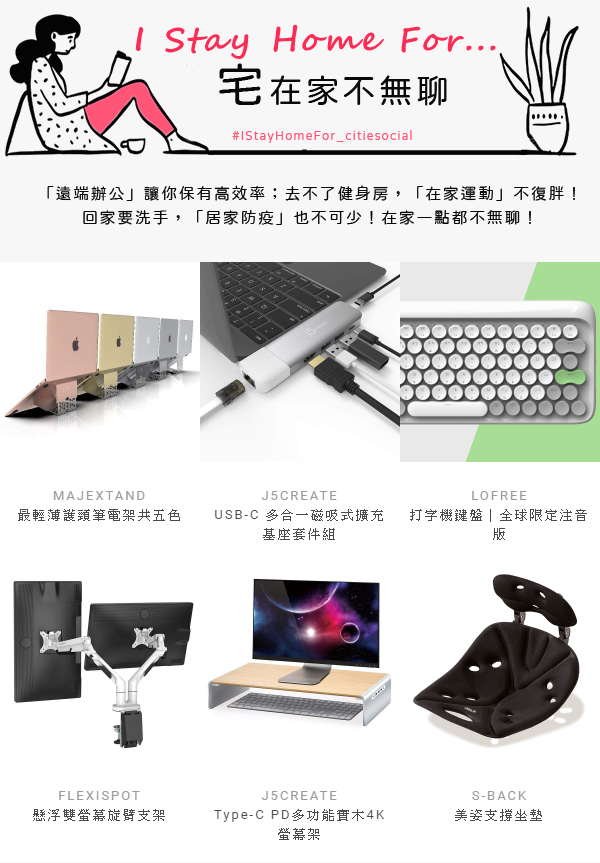 I Stay Home For...
宅在家不無聊
#IStayHomeFor_citiesocial
「遠端辦公」讓你保有高效率；去不了健身房，「在家運動」不復胖！
回家要洗手，「居家防疫」也不可少！在家一點都不無聊！
MAJEXTAND
最輕薄護頸筆電架共五色
J5CREATE
USB-C 多合一磁吸式擴充
基座套件組
LOFREE
打字機鍵盤｜全球限定注音
版
FLEXISPOT
懸浮雙螢幕旋臂支架
J5CREATE
Type-C PD多功能實木4K
螢幕架
S-BACK
美姿支撐坐墊